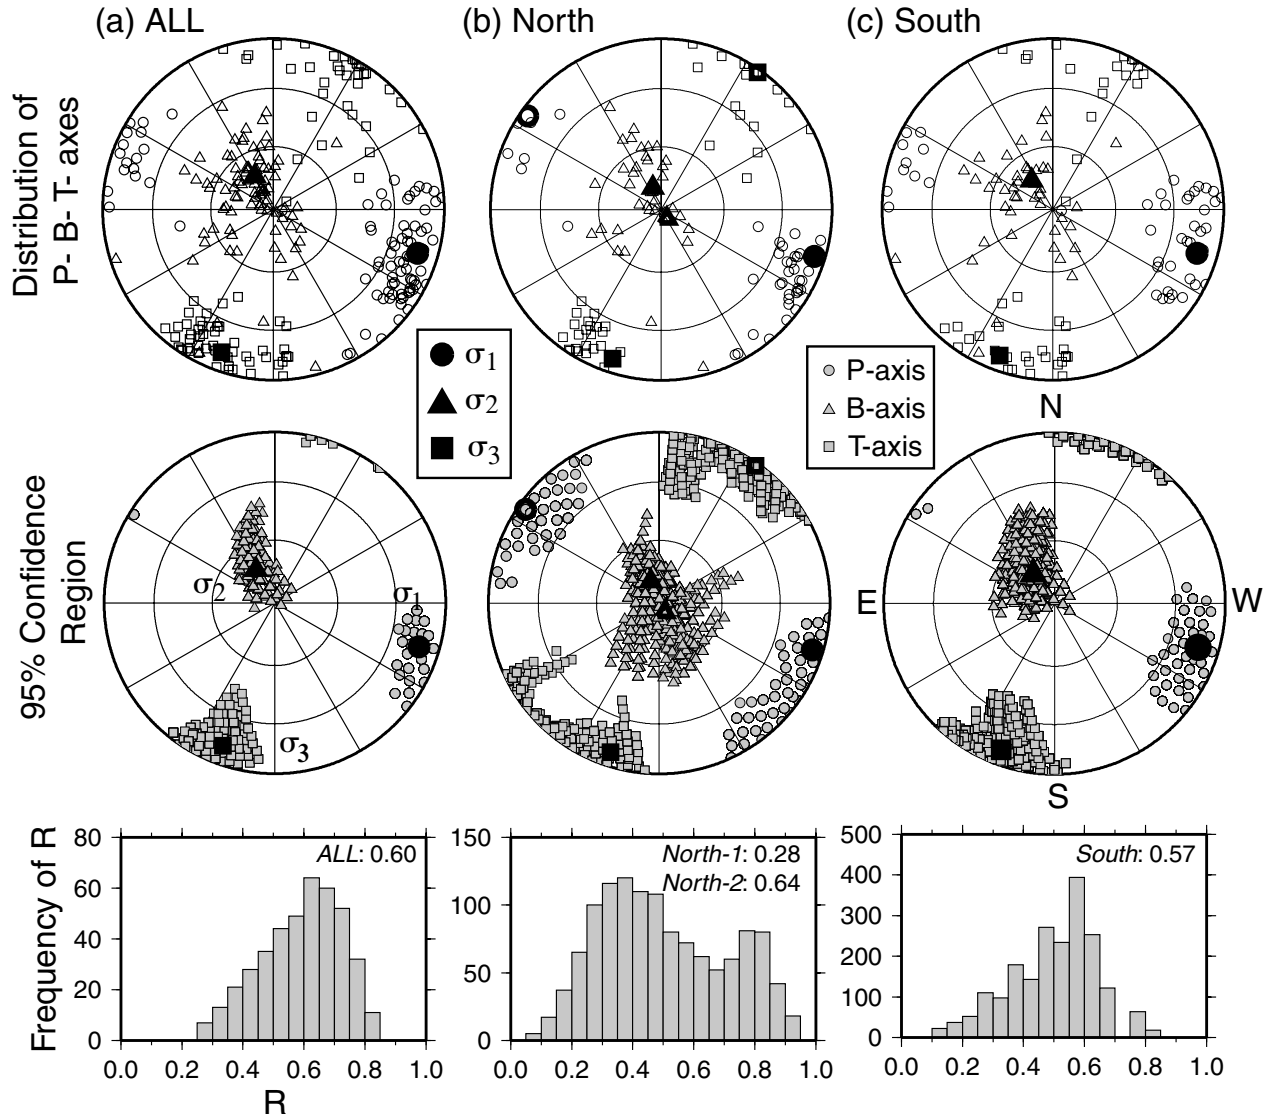 (a) ALL
(b) North
(c) South
Distribution of
P- B- T- axes
σ1
σ2
σ3
P-axis
B-axis
T-axis
N
E
W
S
95% Confidence
Region
σ2
σ1
σ3
Frequency of R
80
60
40
20
0
0.0 0.2 0.4 0.6 0.8 1.0
R
ALL: 0.60
150
100
50
0
0.0 0.2 0.4 0.6 0.8 1.0
North-1: 0.28
North-2: 0.64
500
400
300
200
100
0
0.0 0.2 0.4 0.6 0.8 1.0
South: 0.57